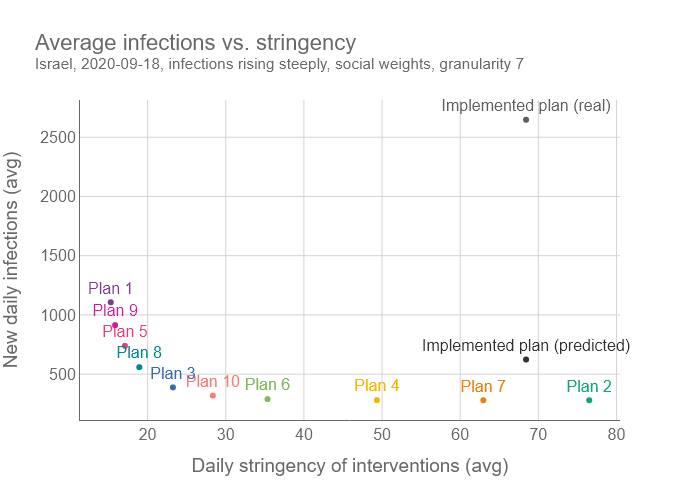 Average infections vs. stringency
Israel, 2020-09-18, infections rising steeply, social weights, granularity 7
Implemented plan (real)
2500
2000
1500
Plan 1
Plan 9
1000
Plan 5
Plan 8
Implemented plan (predicted)
Plan 3
Plan 10
Plan 6
Plan 4
Plan 7
Plan 2
500
New daily infections (avg)
20 30 40 50 60 70 80
Daily stringency of interventions (avg)